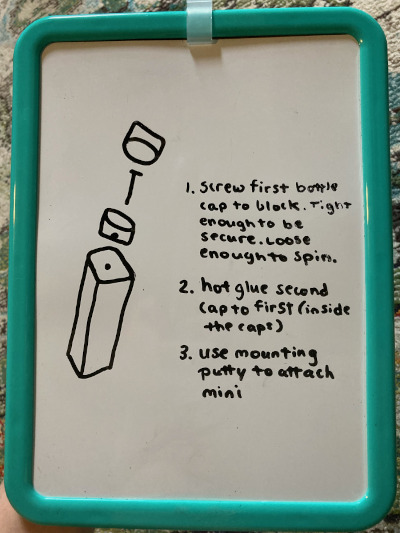 1. Screw first bottle
cap to block. Tight
enough to be
secure. Loose
enough to spin.
2. hot glue second
cap to first (inside
the caps)
3. use mounting
putty to attach
mini